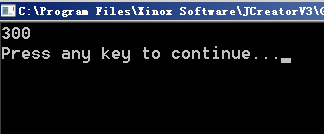 C:\Program Files\Xinox Software\JCreatorV3\
300
Press any key to continue...